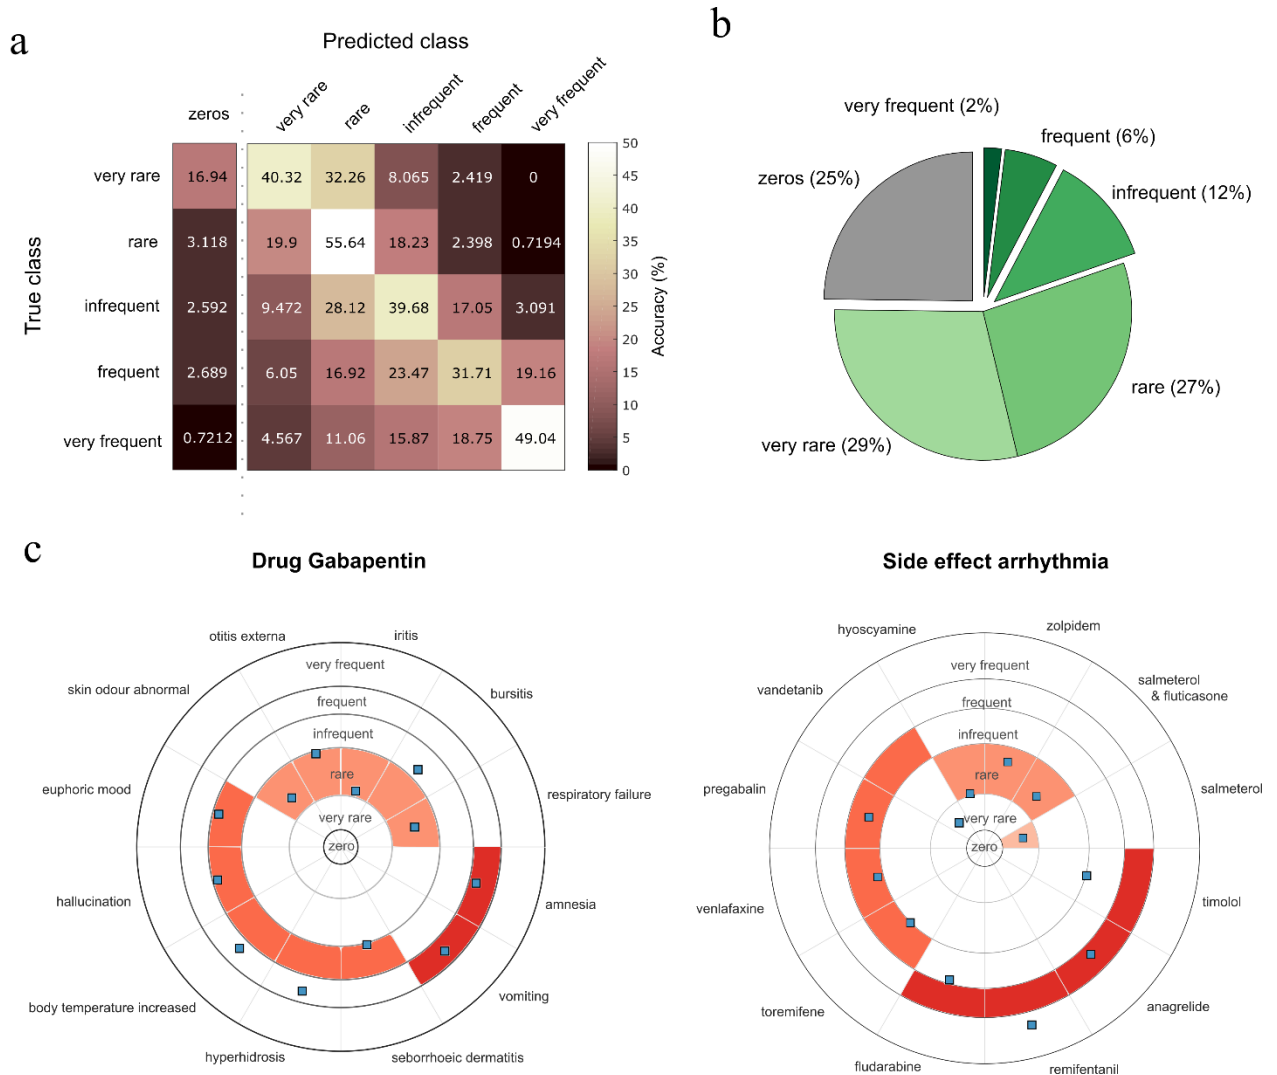 a
Predicted class
zeros
very rare
rare
infrequent
frequent
very frequent
True class
very rare
16.94
40.32
32.26
8.065
2.419
0
rare
3.118
19.9
55.64
18.23
2.398
0.7194
infrequent
2.592
9.472
28.12
39.68
17.05
3.091
frequent
2.689
6.05
16.92
23.47
31.71
19.16
very frequent
0.7212
4.567
11.06
15.87
18.75
49.04
50
45
40
35
30
25
20
15
10
5
0
Accuracy (%)
b
very frequent (2%)
frequent (6%)
zeros (25%)
infrequent (12%)
rare (27%)
very rare (29%)
c
Drug Gabapentin
otitis externa
iritis
skin odour abnormal
bursitis
euphoric mood
respiratory failure
hallucination
amnesia
body temperature increased
vomiting
hyperhidrosis
seborrhoeic dermatitis
very frequent
frequent
infrequent
rare
very rare
zero
Side effect arrhythmia
hyoscyamine
zolpidem
vandetanib
salmeterol
& fluticasone
pregabalin
salmeterol
venlafaxine
timolol
toremifene
anagrelide
fludarabine
remifentanil
very frequent
frequent
infrequent
rare
very rare
zero